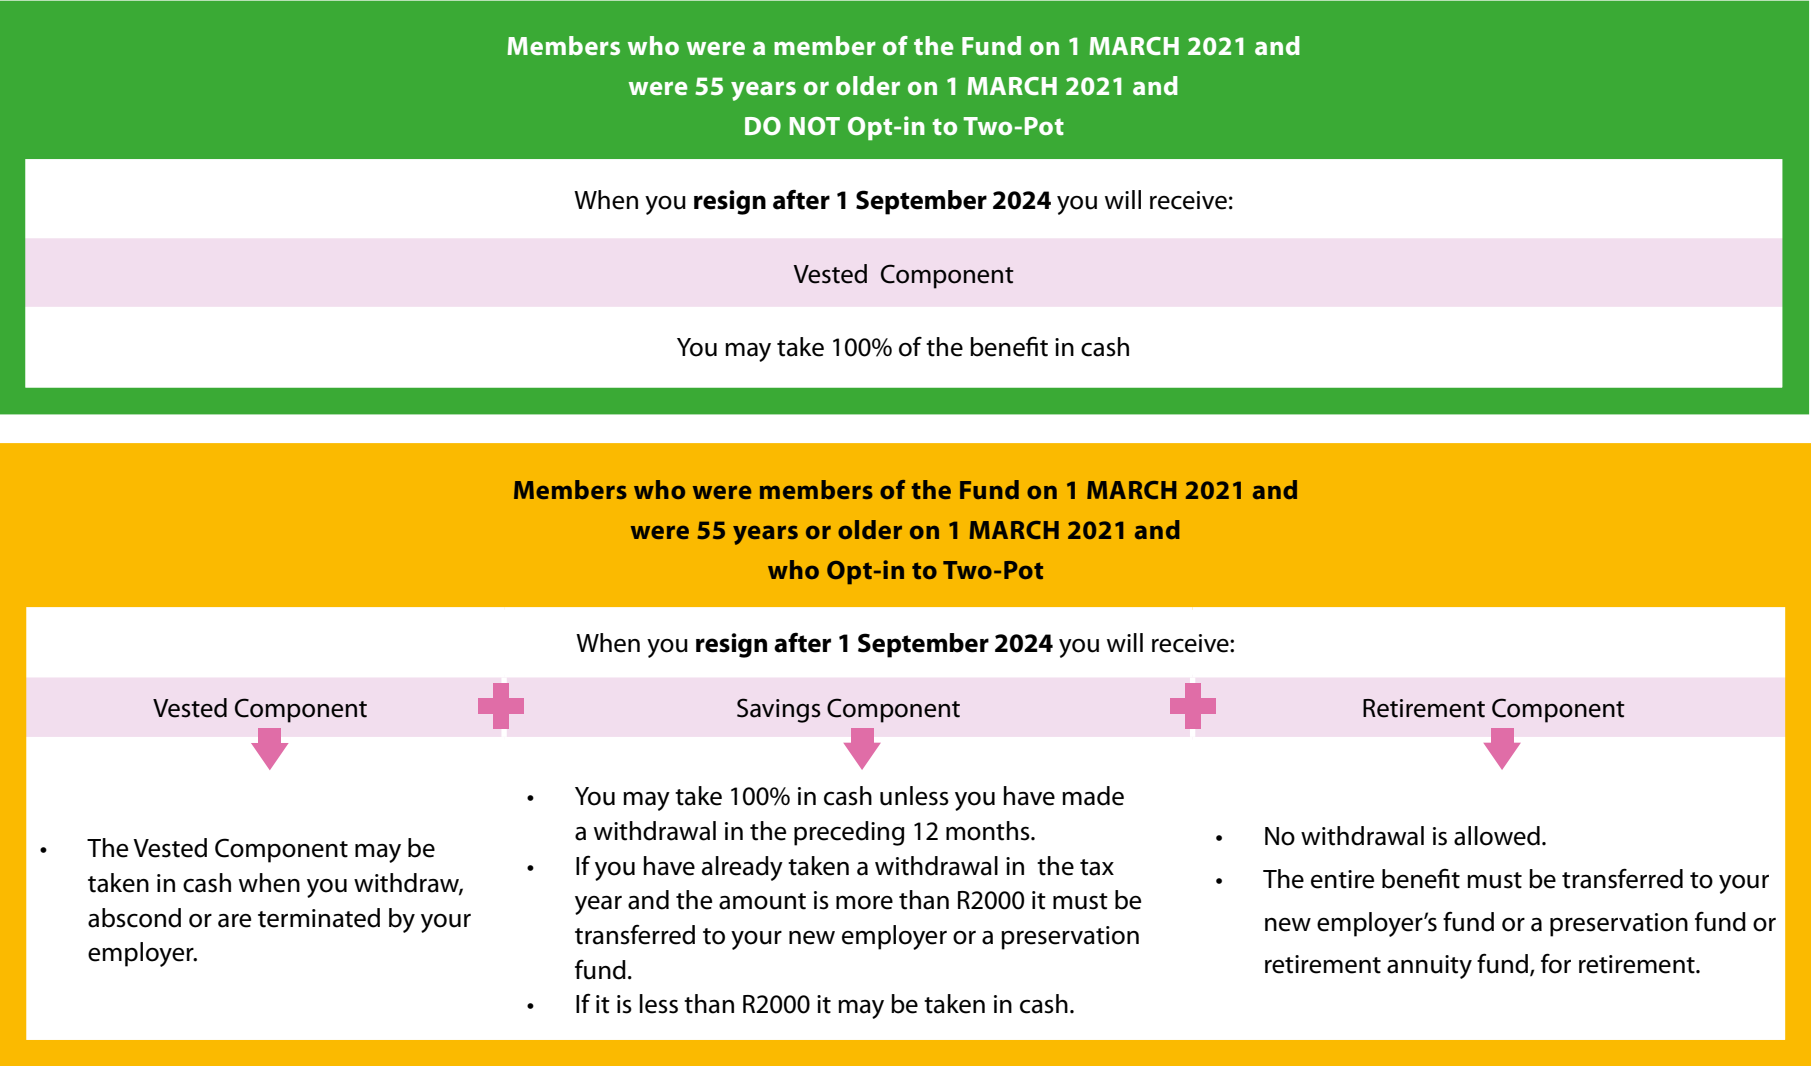 Members who were a member of the Fund on 1 MARCH 2021 and
were 55 years or older on 1 MARCH 2021 and
DO NOT Opt-in to Two-Pot
When you resign after 1 September 2024 you will receive:
Vested Component
You may take 100% of the benefit in cash
Members who were members of the Fund on 1 MARCH 2021 and
were 55 years or older on 1 MARCH 2021 and
who Opt-in to Two-Pot
When you resign after 1 September 2024 you will receive:
Vested Component
• The Vested Component may be
taken in cash when you withdraw,
abscond or are terminated by your
employer.
Savings Component
• You may take 100% in cash unless you have made
a withdrawal in the preceding 12 months.
• If you have already taken a withdrawal in the tax
year and the amount is more than R2000 it must be
transferred to your new employer or a preservation
fund.
• If it is less than R2000 it may be taken in cash.
Retirement Component
• No withdrawal is allowed.
• The entire benefit must be transferred to your
new employer’s fund or a preservation fund or
retirement annuity fund, for retirement.